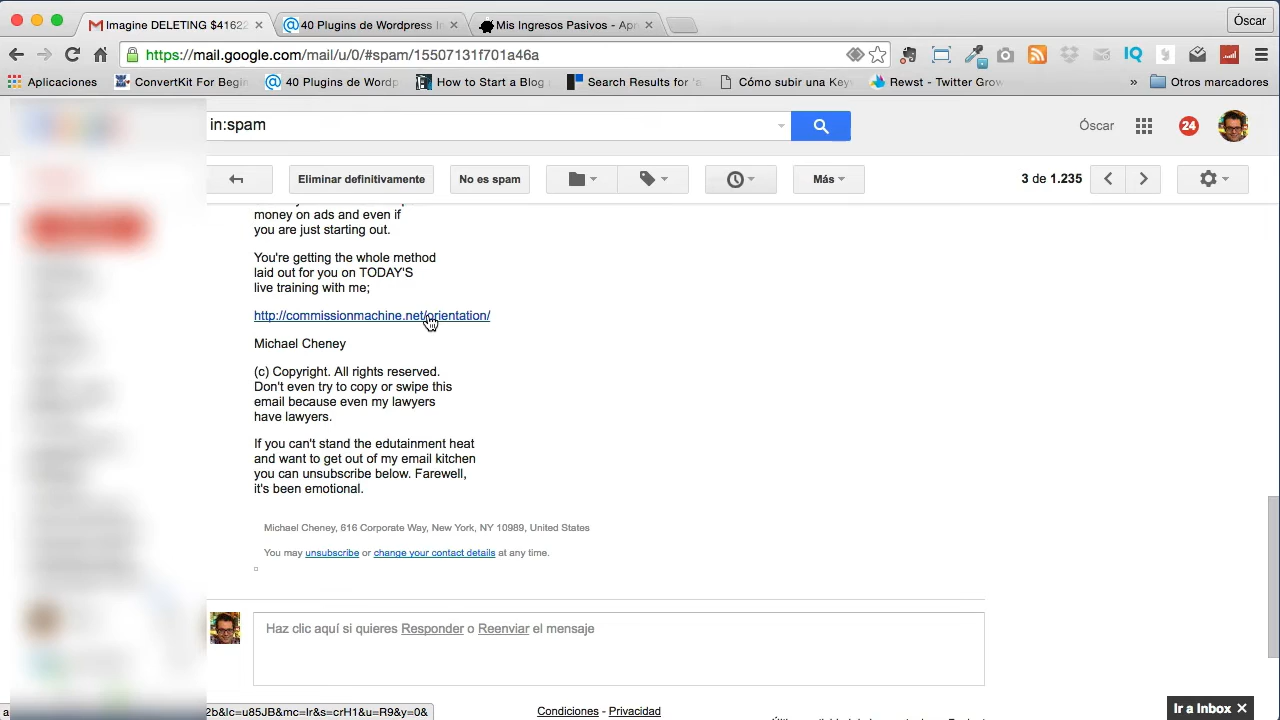 Imagine DELETING $41622
40 Plugins de Wordpress
Mis Ingresos Pasivos - Apr
Óscar
https://mail.google.com/mail/u/0/#spam/15507131f701a46a
Aplicaciones
ConvertKit For Begin
40 Plugins de Wordp
How to Start a Blog
Search Results for
Cómo subir una Key
Rewst - Twitter Grow
» Otros marcadores
in:spam
Óscar
24
Eliminar definitivamente
No es spam
Más
3 de 1.235
money on ads and even if
you are just starting out.
You're getting the whole method
laid out for you on TODAY'S
live training with me;
http://commissionmachine.net/orientation/
Michael Cheney
(c) Copyright. All rights reserved.
Don't even try to copy or swipe this
email because even my lawyers
have lawyers.
If you can't stand the edutainment heat
and want to get out of my email kitchen
you can unsubscribe below. Farewell,
it's been emotional.
Michael Cheney, 616 Corporate Way, New York, NY 10989, United States
You may unsubscribe or change your contact details at any time.
Haz clic aquí si quieres Responder o Reenviar el mensaje
2b&lc=u85JB&mc=lr&s=crH1&u=R9&y=0&
Condiciones - Privacidad
Ir a Inbox